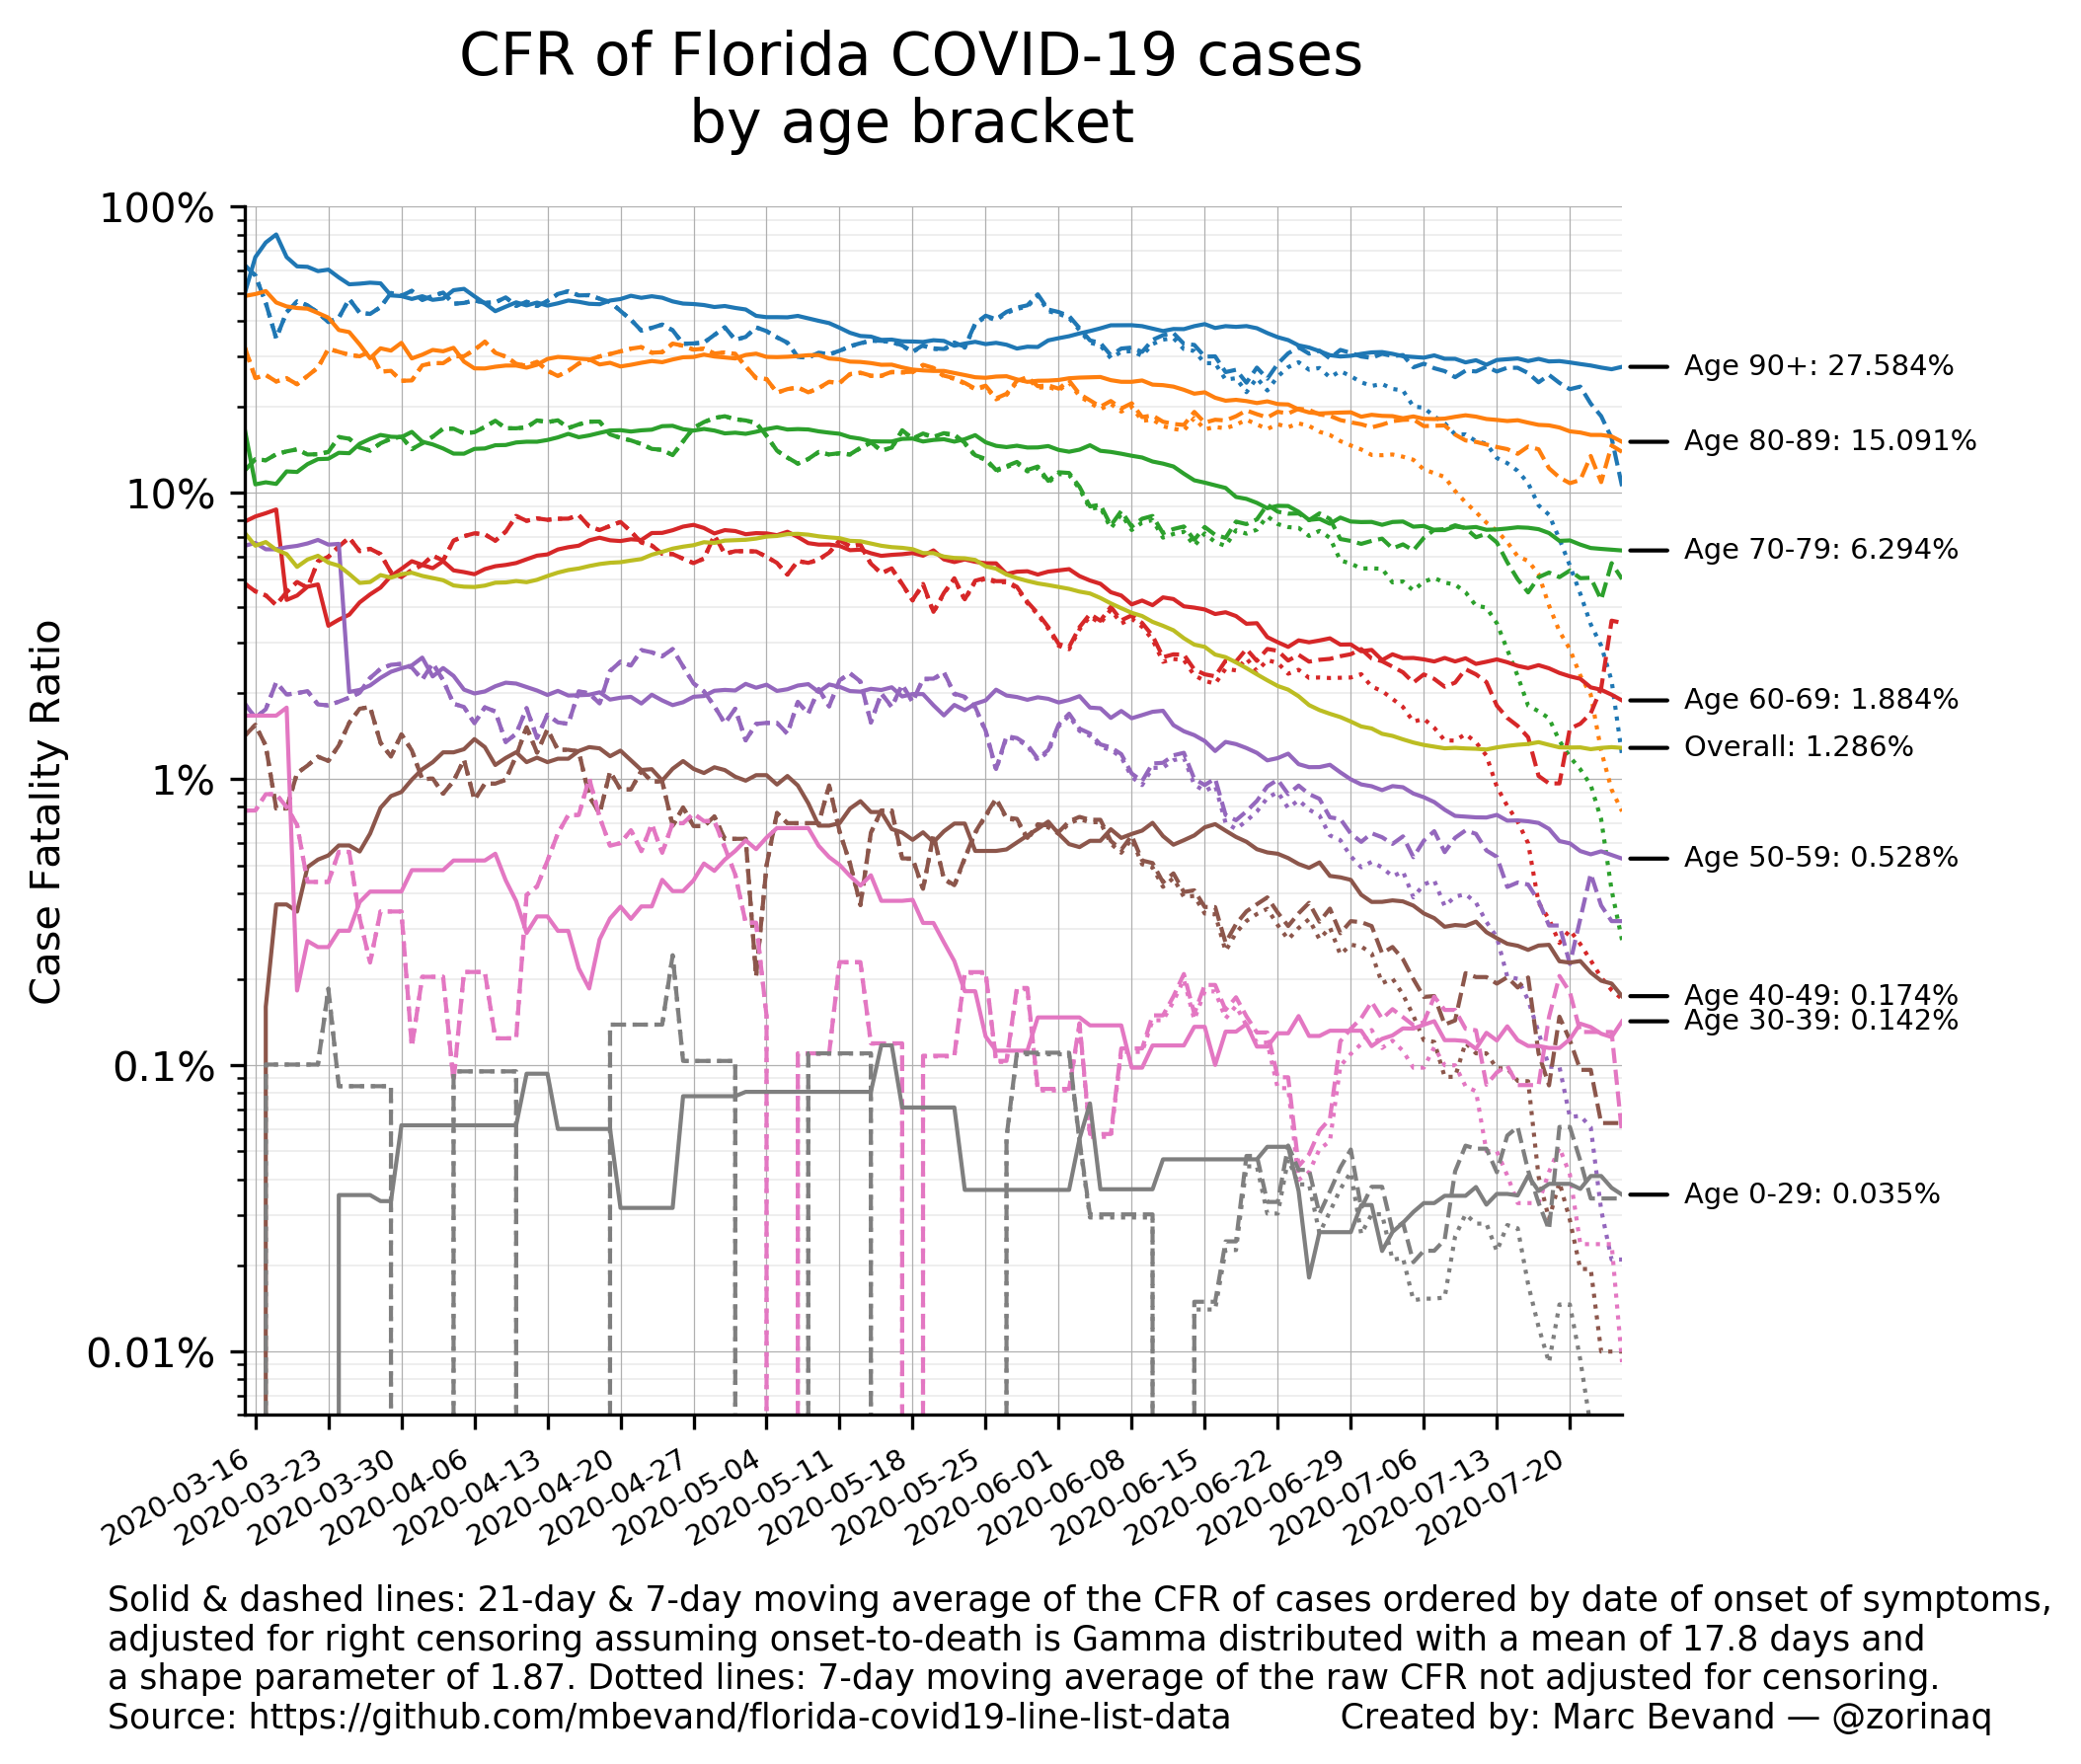 CFR of Florida COVID-19 cases
by age bracket
Case Fatality Ratio
100%
10%
1%
0.1%
0.01%
Age 90+: 27.584%
Age 80-89: 15.091%
Age 70-79: 6.294%
Age 60-69: 1.884%
Overall: 1.286%
Age 50-59: 0.528%
Age 40-49: 0.174%
Age 30-39: 0.142%
Age 0-29: 0.035%
2020-03-16
2020-03-23
2020-03-30
2020-04-06
2020-04-13
2020-04-20
2020-04-27
2020-05-04
2020-05-11
2020-05-18
2020-05-25
2020-06-01
2020-06-08
2020-06-15
2020-06-22
2020-06-29
2020-07-06
2020-07-13
2020-07-20
Solid & dashed lines: 21-day & 7-day moving average of the CFR of cases ordered by date of onset of symptoms,
adjusted for right censoring assuming onset-to-death is Gamma distributed with a mean of 17.8 days and
a shape parameter of 1.87. Dotted lines: 7-day moving average of the raw CFR not adjusted for censoring.
Source: https://github.com/mbevand/florida-covid19-line-list-data Created by: Marc Bevand — @zorinaq